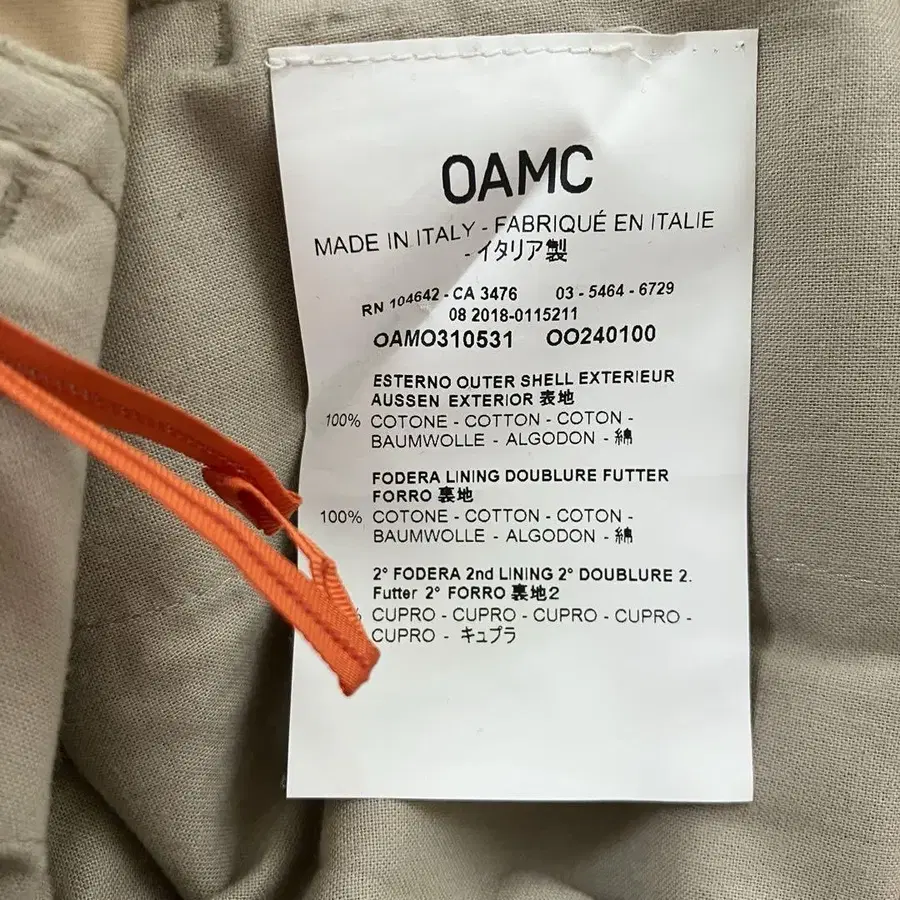 OAMC
MADE IN ITALY - FABRIQUÉ EN ITALIE
- イタリア製
RN 104642 - CA 3476 03 - 5464 - 6729
08 2018-0115211
OAMO310531 OO240100
ESTERNO OUTER SHELL EXTERIEUR
AUSSEN EXTERIOR 表地
100% COTONE - COTTON - COTON -
BAUMWOLLE - ALGODON - 綿
FODERA LINING DOUBLURE FUTTER
FORRO 裏地
100% COTONE - COTTON - COTON -
BAUMWOLLE - ALGODON - 綿
2° FODERA 2nd LINING 2° DOUBLURE 2.
Futter 2° FORRO 裏地2
% CUPRO - CUPRO - CUPRO - CUPRO -
CUPRO - キュプラ